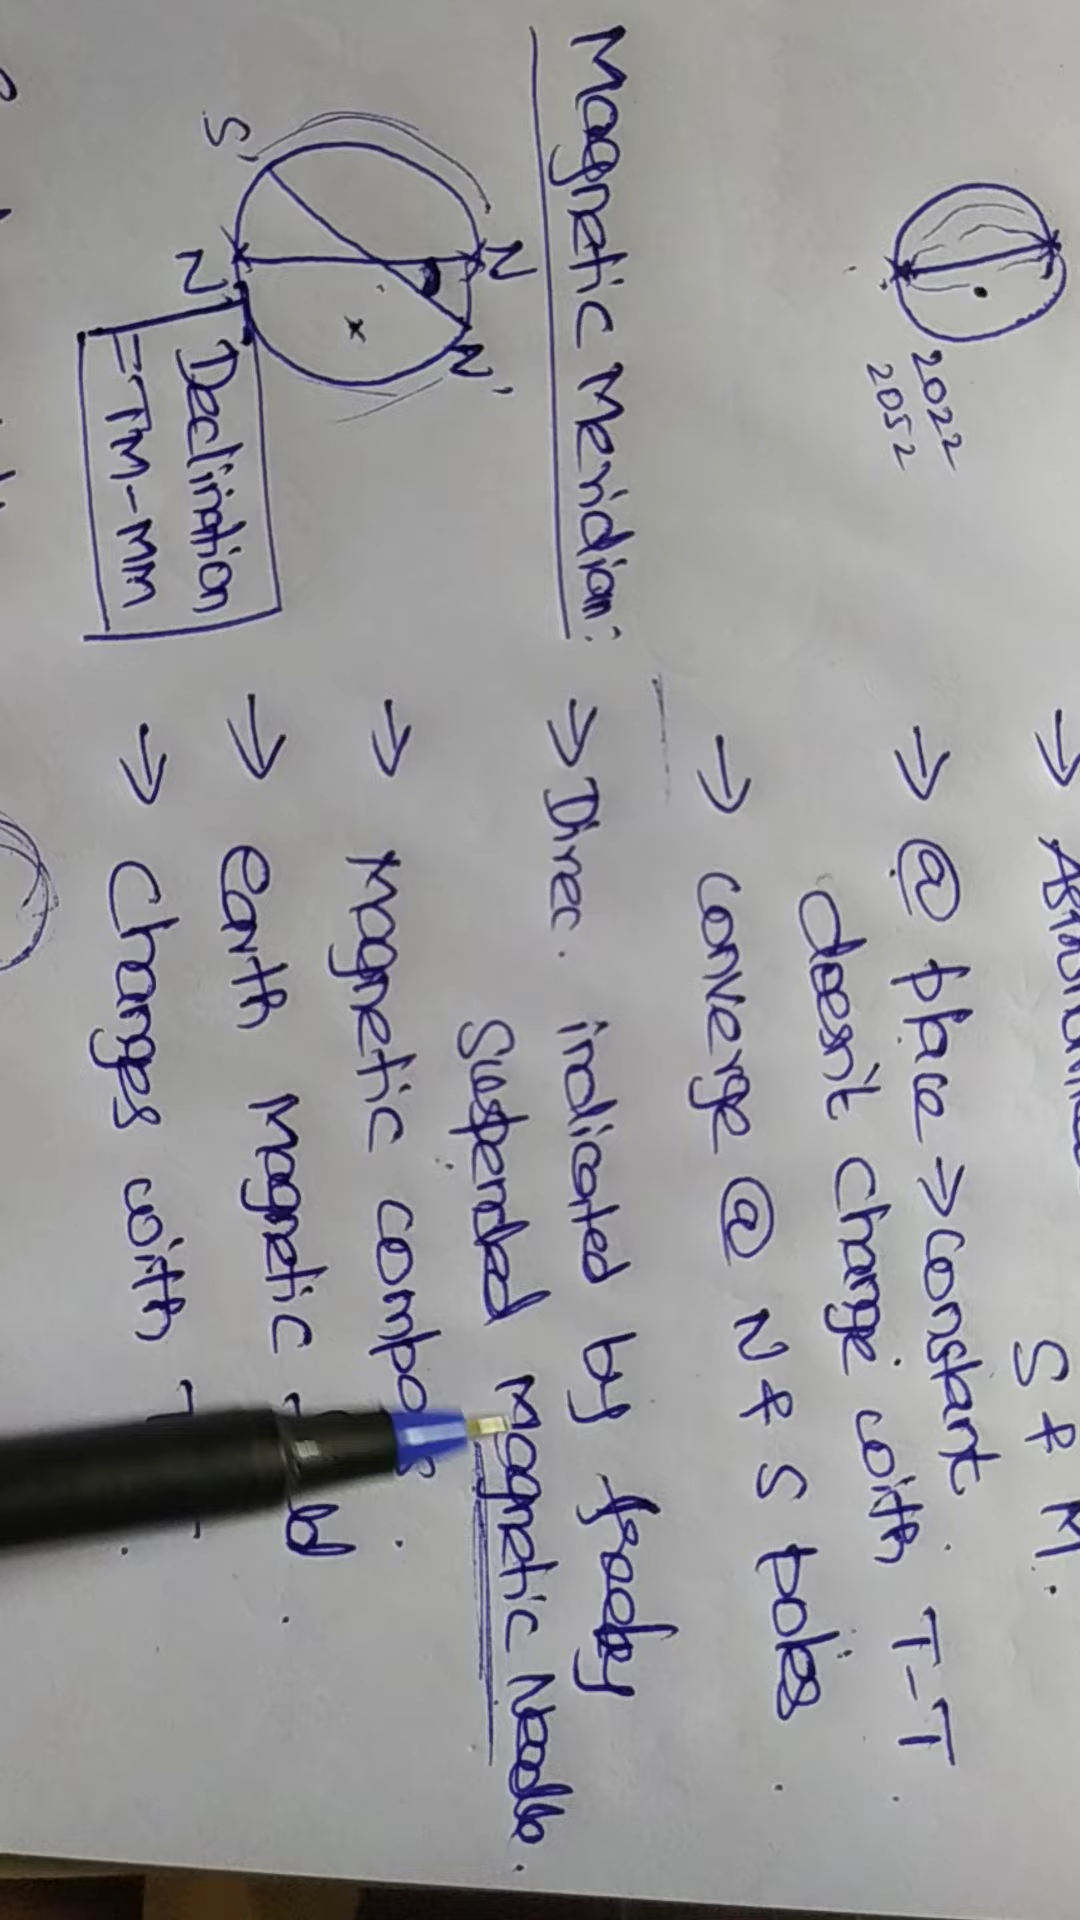 S & M.
→ @ place → constant.
doesn't change with T-T
2022
2052
→ converge @ N & S poles.
Magnetic Meridian:
→ Direc. indicated by freely
Suspended Magnetic Needle.
→ Magnetic
→ Earth Magnetic
→ Changes with
N
N'
S'
Declination
= TM-MM